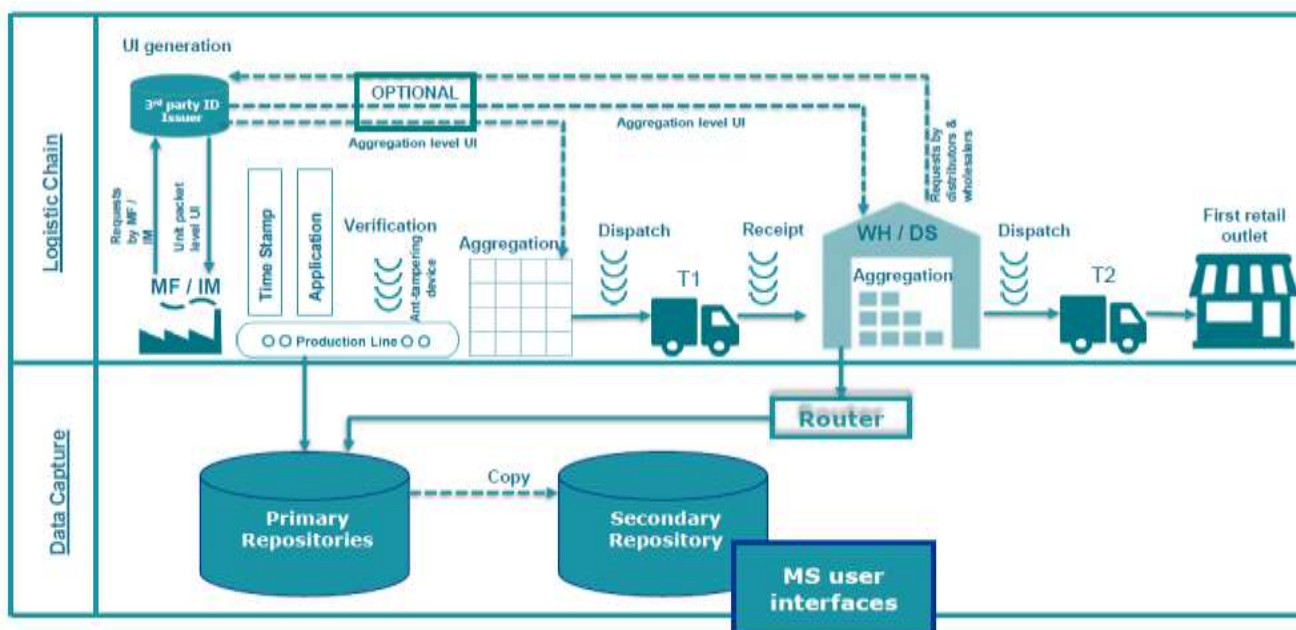 UI generation
3rd party ID
Issuer
OPTIONAL
Aggregation level UI
Aggregation level UI
Requests by
distributors &
wholesalers
Logistic Chain
Requests
by MF /
IM
Unit packet
level UI
MF / IM
Time Stamp
Application
Verification
Ant-tampering
device
Production Line
Aggregation
Dispatch
T1
Receipt
WH / DS
Aggregation
Dispatch
T2
First retail
outlet
Data Capture
Router
Primary
Repositories
Copy
Secondary
Repository
MS user
interfaces